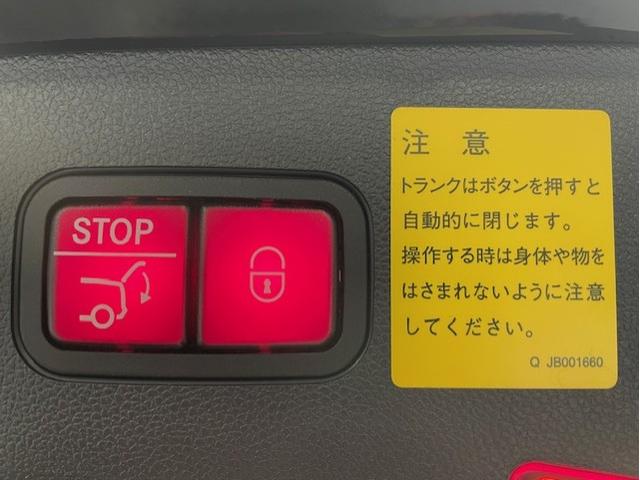 STOP
注 意
トランクはボタンを押すと
自動的に閉じます。
操作する時は身体や物を
はさまれないように注意
してください。
Q JB001660